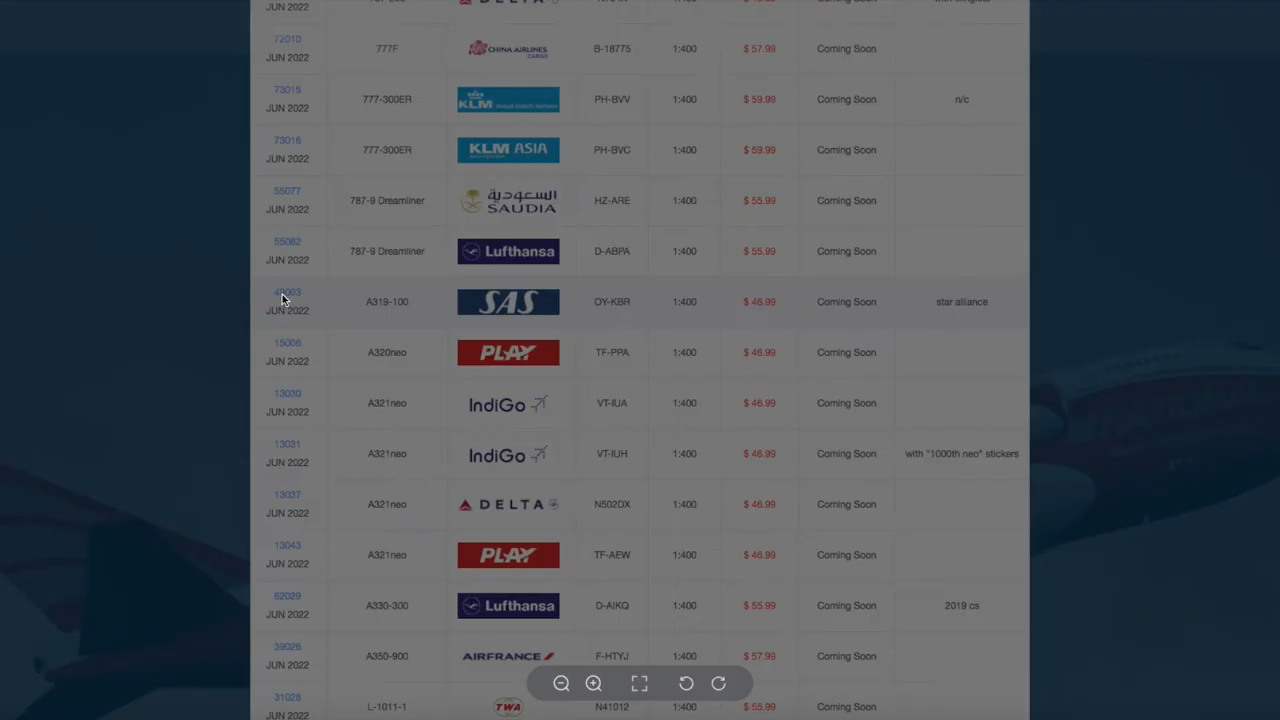 JUN 2022
DELTA
72010
JUN 2022
777F
CHINA AIRLINES
CARGO
B-18775
1:400
$ 57.99
Coming Soon
73015
JUN 2022
777-300ER
KLM
PH-BVV
1:400
$ 59.99
Coming Soon
n/c
73016
JUN 2022
777-300ER
KLM ASIA
PH-BVC
1:400
$ 59.99
Coming Soon
55077
JUN 2022
787-9 Dreamliner
السعودية
SAUDIA
HZ-ARE
1:400
$ 55.99
Coming Soon
55082
JUN 2022
787-9 Dreamliner
Lufthansa
D-ABPA
1:400
$ 55.99
Coming Soon
JUN 2022
A319-100
SAS
OY-KBR
1:400
$ 46.99
Coming Soon
star alliance
15006
JUN 2022
A320neo
PLAY
TF-PPA
1:400
$ 46.99
Coming Soon
13030
JUN 2022
A321neo
IndiGo
VT-IUA
1:400
$ 46.99
Coming Soon
13031
JUN 2022
A321neo
IndiGo
VT-IUH
1:400
$ 46.99
Coming Soon
with "1000th neo" stickers
13037
JUN 2022
A321neo
DELTA
N502DX
1:400
$ 46.99
Coming Soon
13043
JUN 2022
A321neo
PLAY
TF-AEW
1:400
$ 46.99
Coming Soon
62029
JUN 2022
A330-300
Lufthansa
D-AIKQ
1:400
$ 55.99
Coming Soon
2019 cs
39026
JUN 2022
A350-900
AIRFRANCE
F-HTYJ
1:400
$ 57.99
Coming Soon
31028
JUN 2022
L-1011-1
TWA
N41012
1:400
$ 55.99
Coming Soon